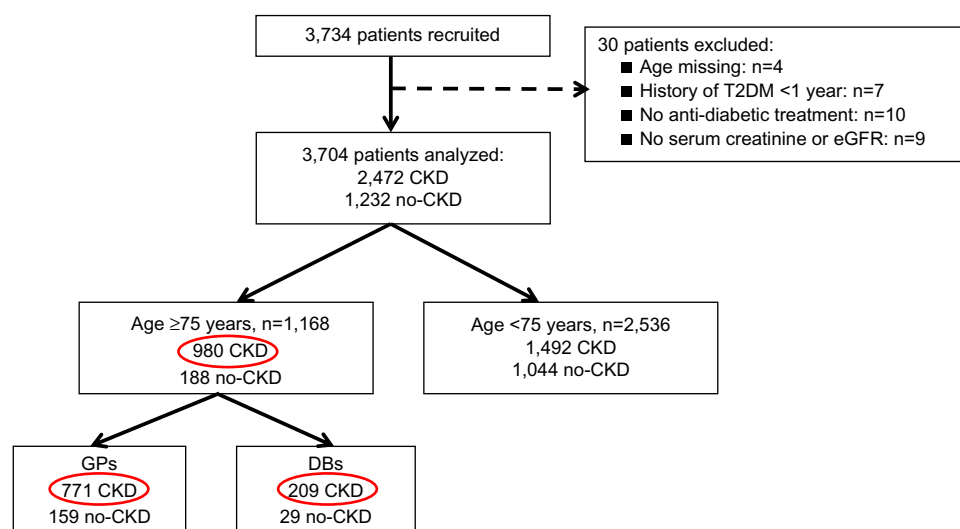 3,734 patients recruited
30 patients excluded:
■ Age missing: n=4
■ History of T2DM <1 year: n=7
■ No anti-diabetic treatment: n=10
■ No serum creatinine or eGFR: n=9
3,704 patients analyzed:
2,472 CKD
1,232 no-CKD
Age ≥75 years, n=1,168
980 CKD
188 no-CKD
Age <75 years, n=2,536
1,492 CKD
1,044 no-CKD
GPs
771 CKD
159 no-CKD
DBs
209 CKD
29 no-CKD